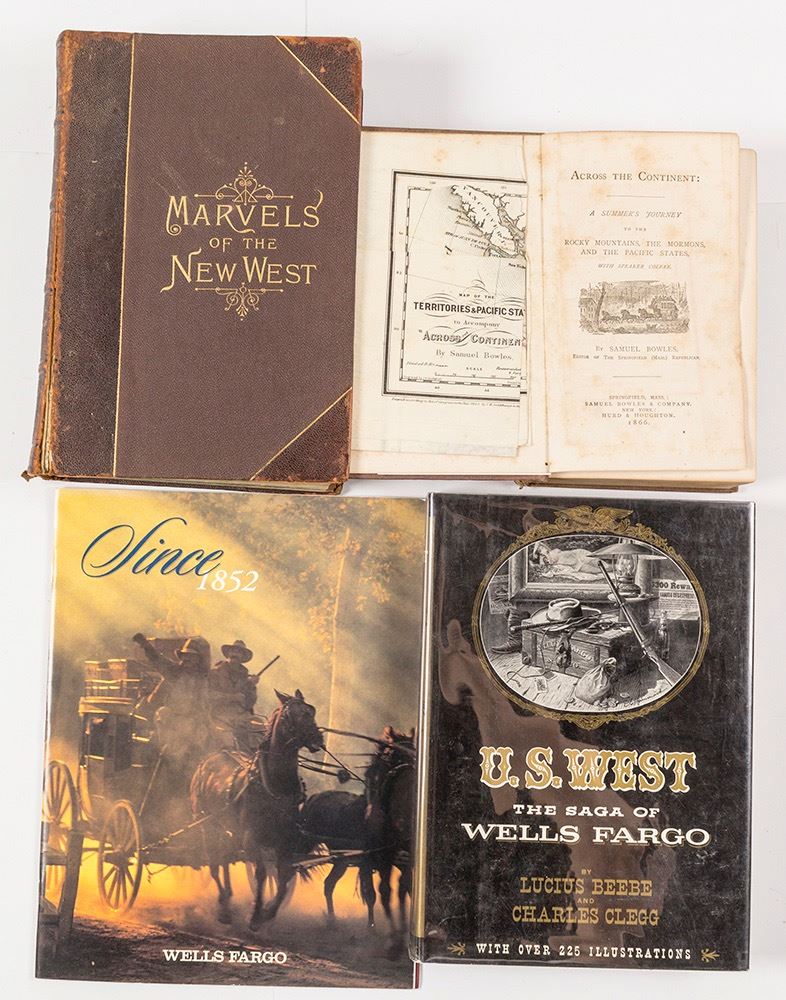 MARVELS
OF THE
NEW WEST
MAP OF THE
TERRITORIES & PACIFIC STA
to Accompany
"ACROSS THE CONTINEN
By Samuel Bowles.
SCALE
ACROSS THE CONTINENT:
A SUMMER'S JOURNEY
TO THE
ROCKY MOUNTAINS, THE MORMONS,
AND THE PACIFIC STATES,
WITH SPEAKER COLFAX.
BY SAMUEL BOWLES,
EDITOR OF THE SPRINGFIELD (MASS.) REPUBLICAN.
SPRINGFIELD, MASS.:
SAMUEL BOWLES & COMPANY.
NEW YORK:
HURD & HOUGHTON.
1866.
Since
1852
WELLS FARGO
U.S. WEST
THE SAGA OF
WELLS FARGO
BY
LUCIUS BEEBE
AND
CHARLES CLEGG
WITH OVER 225 ILLUSTRATIONS